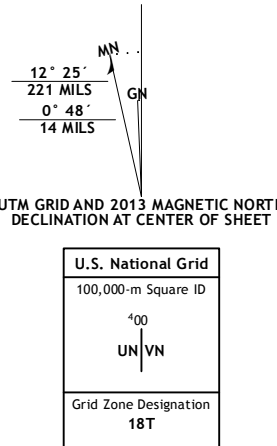 MN
12° 25´
221 MILS
GN
0° 48´
14 MILS
UTM GRID AND 2013 MAGNETIC NORTH
DECLINATION AT CENTER OF SHEET
U.S. National Grid
100,000-m Square ID
⁴00
UN VN
Grid Zone Designation
18T